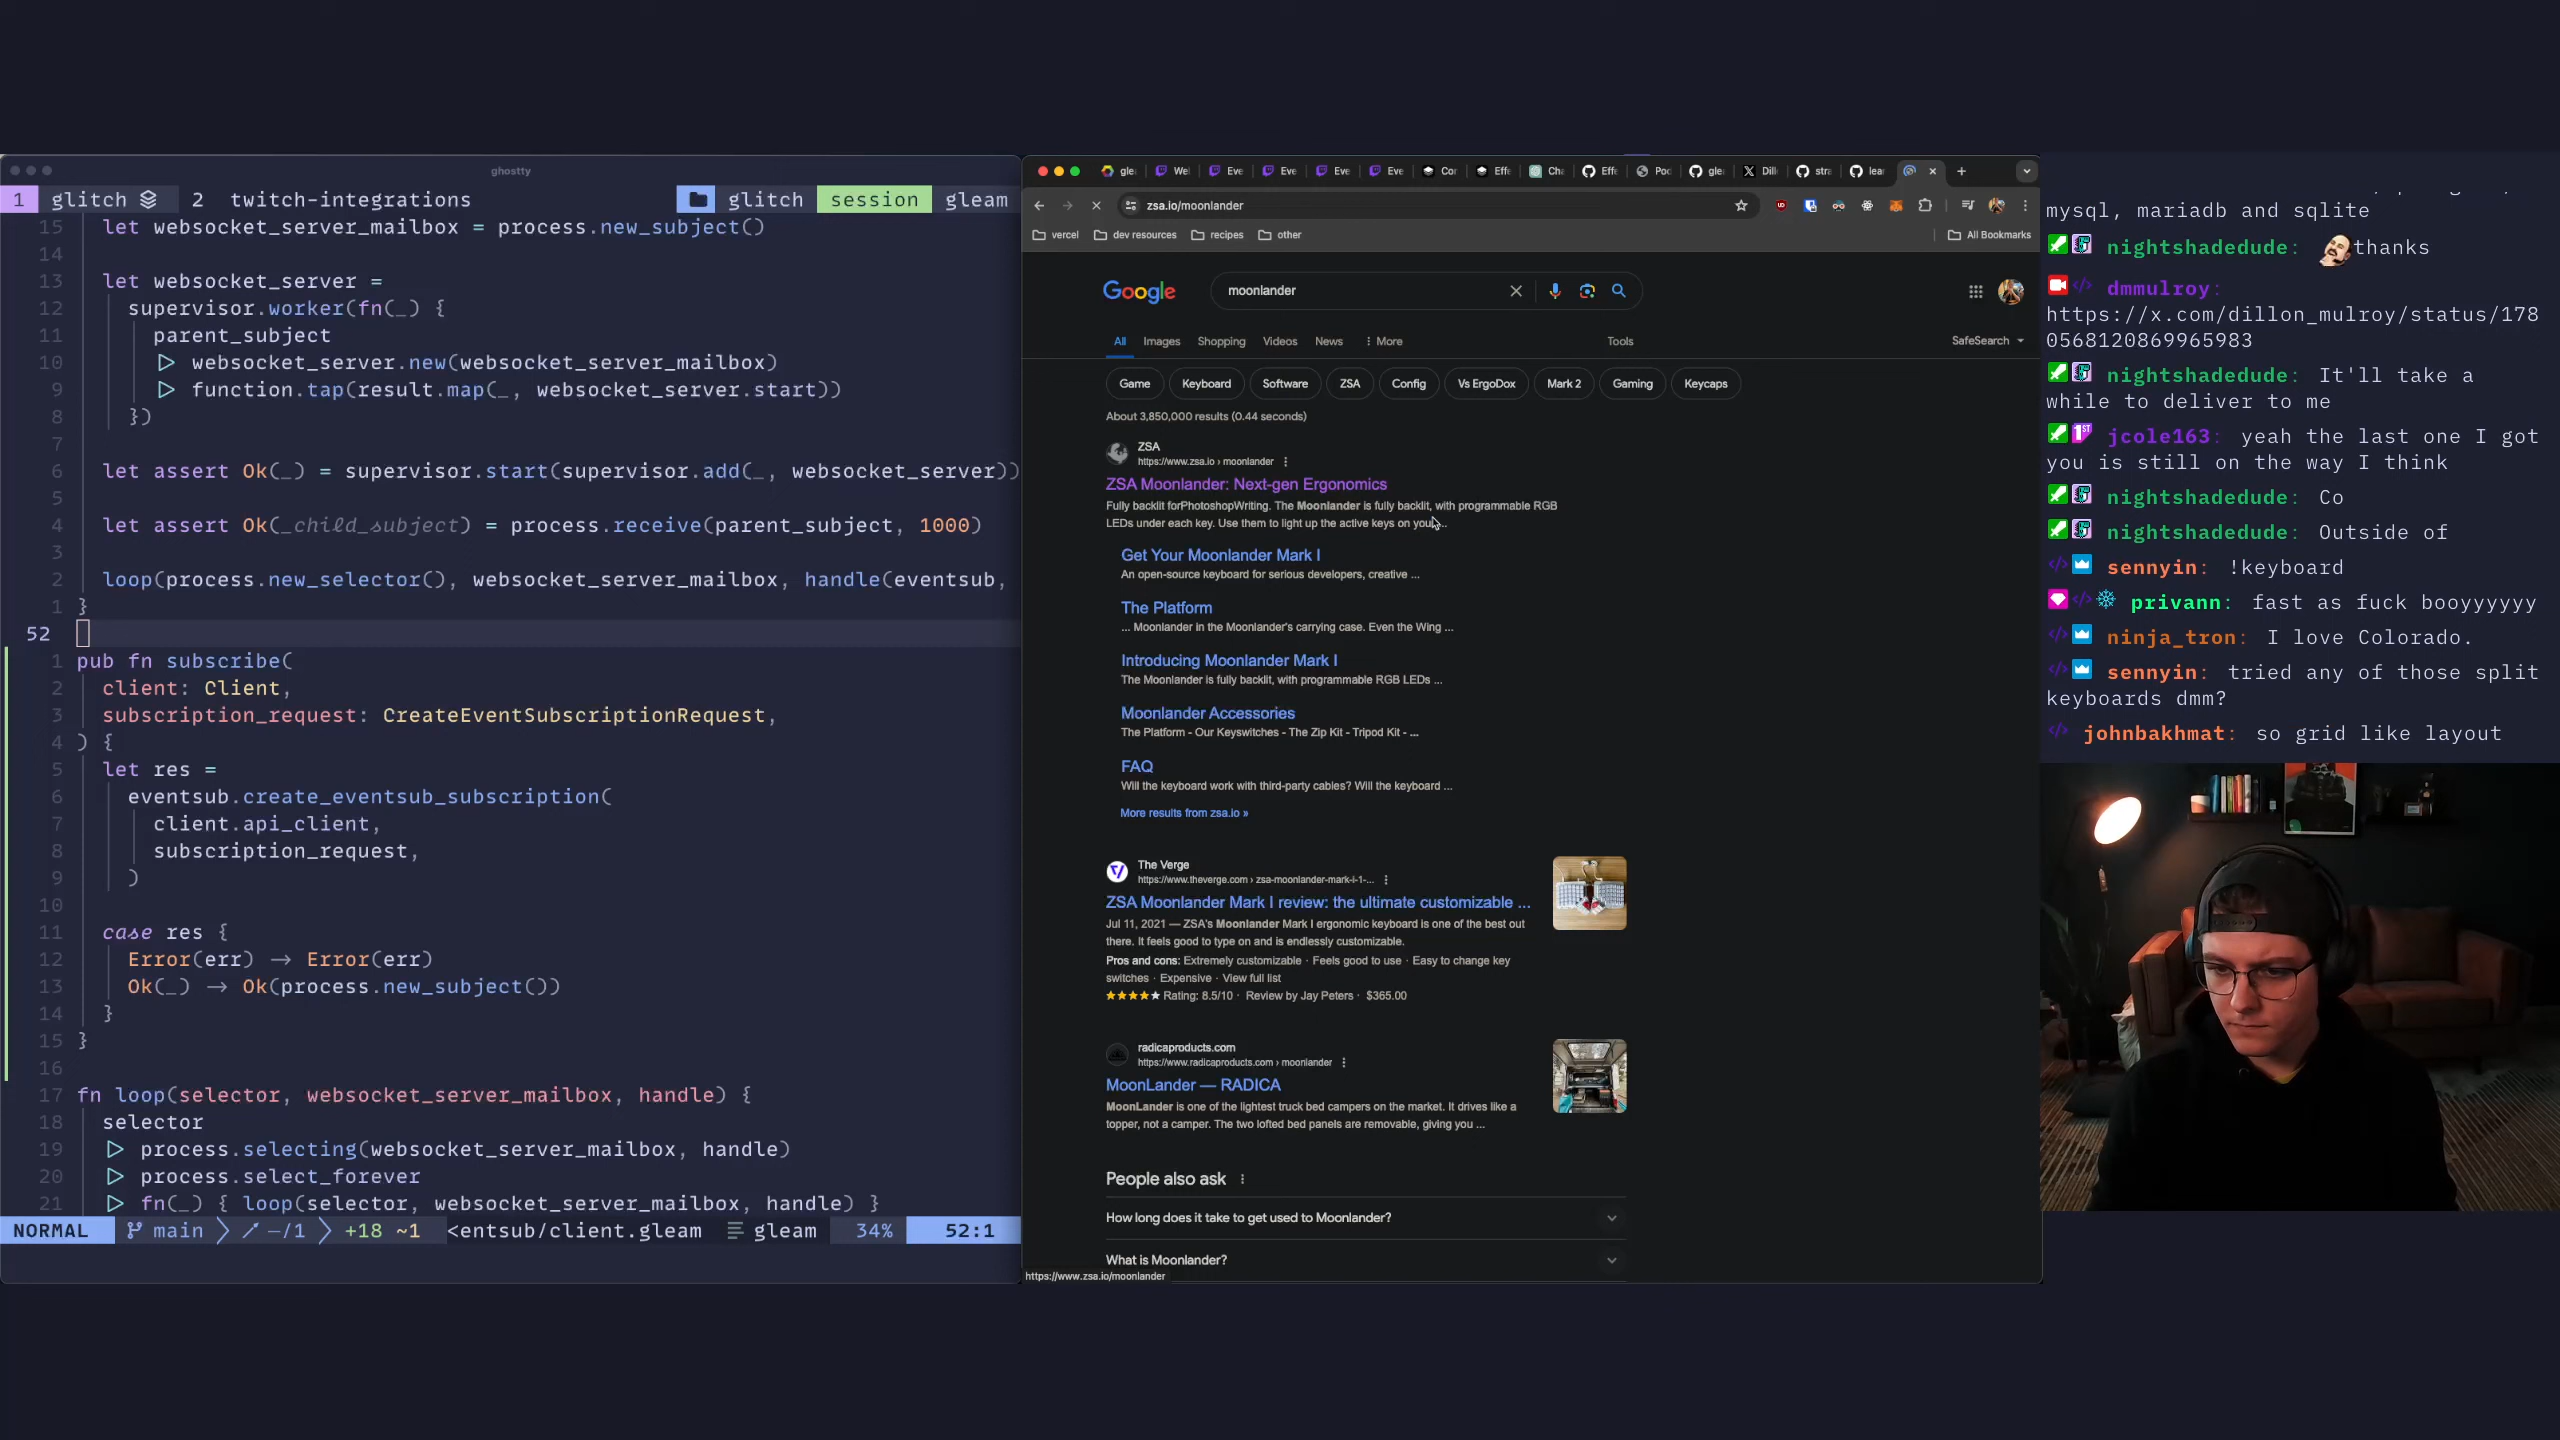 ghostty
1 glitch 2 twitch-integrations glitch session gleam
15 let websocket_server_mailbox = process.new_subject()
14
13 let websocket_server =
12 supervisor.worker(fn(_) {
11 parent_subject
10 ▷ websocket_server.new(websocket_server_mailbox)
9 ▷ function.tap(result.map(_, websocket_server.start))
8 })
7
6 let assert Ok(_) = supervisor.start(supervisor.add(_, websocket_server))
5
4 let assert Ok(_child_subject) = process.receive(parent_subject, 1000)
3
2 loop(process.new_selector(), websocket_server_mailbox, handle(eventsub,
1 }
52
1 pub fn subscribe(
2 client: Client,
3 subscription_request: CreateEventSubscriptionRequest,
4 ) {
5 let res =
6 eventsub.create_eventsub_subscription(
7 client.api_client,
8 subscription_request,
9 )
10
11 case res {
12 Error(err) → Error(err)
13 Ok(_) → Ok(process.new_subject())
14 }
15 }
16
17 fn loop(selector, websocket_server_mailbox, handle) {
18 selector
19 ▷ process.selecting(websocket_server_mailbox, handle)
20 ▷ process.select_forever
21 ▷ fn(_) { loop(selector, websocket_server_mailbox, handle) }
NORMAL main −/1 +18 ~1 <entsub/client.gleam gleam 34% 52:1
gle Wel Eve Eve Eve Eve Cor Effe Cha Effe Poc gle Dill stra lear
zsa.io/moonlander
vercel dev resources recipes other All Bookmarks
Google moonlander
All Images Shopping Videos News More Tools SafeSearch
Game Keyboard Software ZSA Config Vs ErgoDox Mark 2 Gaming Keycaps
About 3,850,000 results (0.44 seconds)
ZSA
https://www.zsa.io › moonlander
ZSA Moonlander: Next-gen Ergonomics
Fully backlit forPhotoshopWriting. The Moonlander is fully backlit, with programmable RGB
LEDs under each key. Use them to light up the active keys on your ...
Get Your Moonlander Mark I
An open-source keyboard for serious developers, creative ...
The Platform
... Moonlander in the Moonlander's carrying case. Even the Wing ...
Introducing Moonlander Mark I
The Moonlander is fully backlit, with programmable RGB LEDs ...
Moonlander Accessories
The Platform - Our Keyswitches - The Zip Kit - Tripod Kit - ...
FAQ
Will the keyboard work with third-party cables? Will the keyboard ...
More results from zsa.io »
The Verge
https://www.theverge.com › zsa-moonlander-mark-i-1-...
ZSA Moonlander Mark I review: the ultimate customizable ...
Jul 11, 2021 — ZSA's Moonlander Mark I ergonomic keyboard is one of the best out
there. It feels good to type on and is endlessly customizable.
Pros and cons: Extremely customizable · Feels good to use · Easy to change key
switches · Expensive · View full list
Rating: 8.5/10 · Review by Jay Peters · $365.00
radicaproducts.com
https://www.radicaproducts.com › moonlander
MoonLander — RADICA
MoonLander is one of the lightest truck bed campers on the market. It drives like a
topper, not a camper. The two lofted bed panels are removable, giving you ...
People also ask
How long does it take to get used to Moonlander?
What is Moonlander?
https://www.zsa.io/moonlander
mysql, mariadb and sqlite
nightshadedude: thanks
dmmulroy:
https://x.com/dillon_mulroy/status/178
0568120869965983
nightshadedude: It'll take a
while to deliver to me
jcole163: yeah the last one I got
you is still on the way I think
nightshadedude: Co
nightshadedude: Outside of
sennyin: !keyboard
privann: fast as fuck booyyyyyy
ninja_tron: I love Colorado.
sennyin: tried any of those split
keyboards dmm?
johnbakhmat: so grid like layout